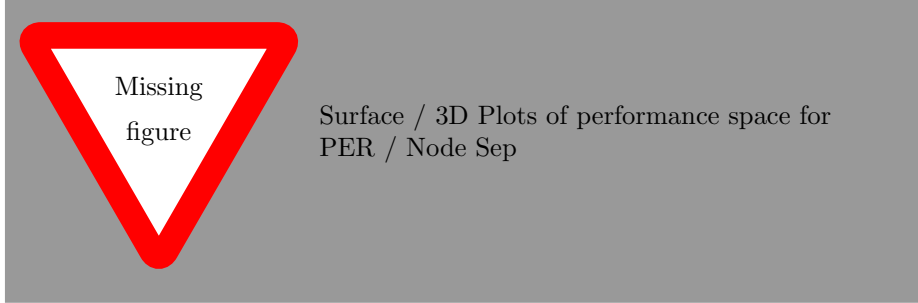 Missing
figure
Surface / 3D Plots of performance space for
PER / Node Sep